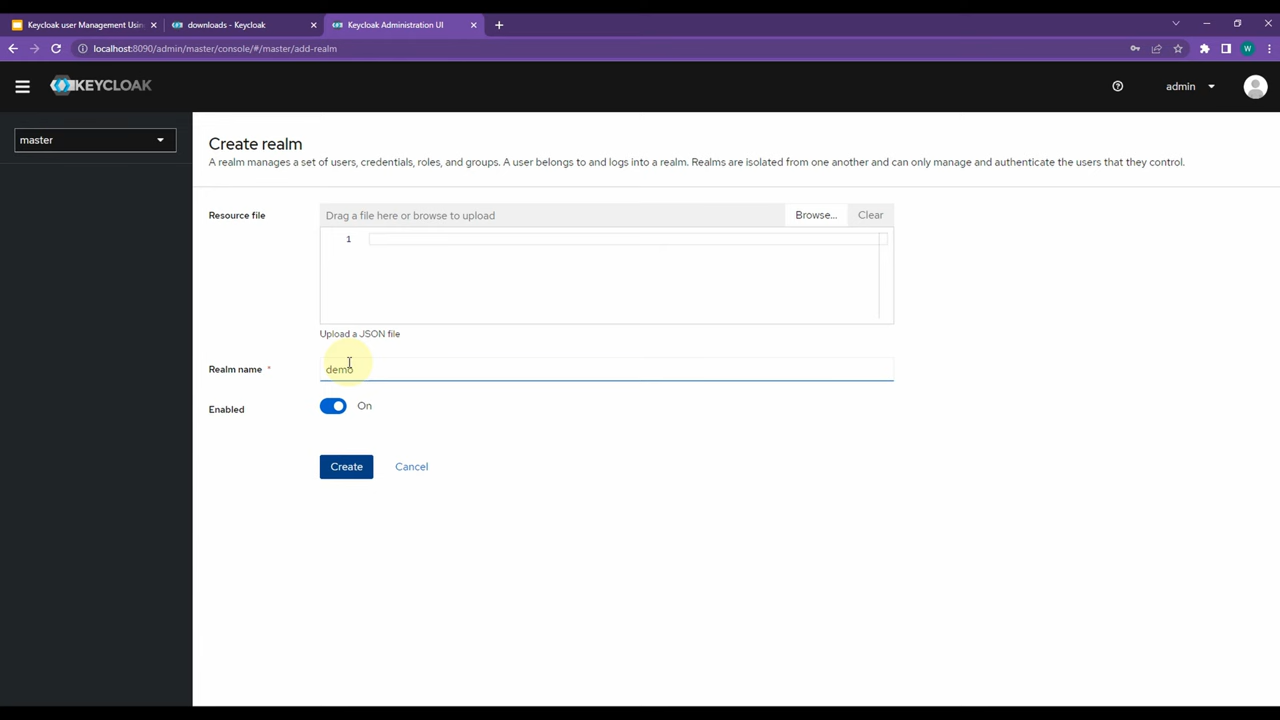 Keycloak user Management Usin
downloads - Keycloak
Keycloak Administration UI
localhost:8090/admin/master/console/#/master/add-realm
W
KEYCLOAK
admin
master
Create realm
A realm manages a set of users, credentials, roles, and groups. A user belongs to and logs into a realm. Realms are isolated from one another and can only manage and authenticate the users that they control.
Resource file
Drag a file here or browse to upload
Browse...
Clear
1
Upload a JSON file
Realm name *
demo
Enabled
On
Create
Cancel